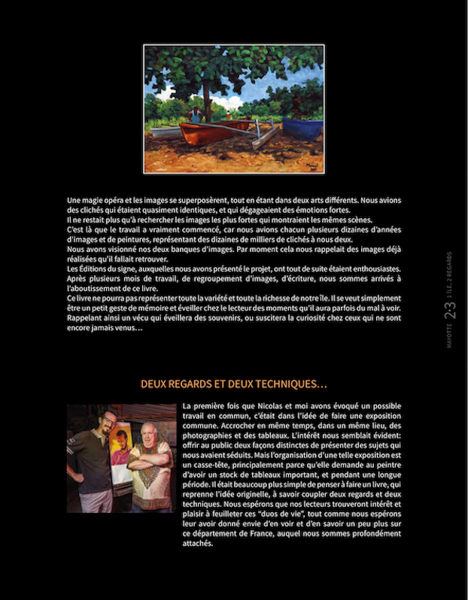 Une magie opéra et les images se superposèrent, tout en étant dans deux arts différents. Nous avions
des clichés qui étaient quasiment identiques, et qui dégageaient des émotions fortes.
Il ne restait plus qu'à rechercher les images les plus fortes qui montraient les mêmes scènes.
C'est là que le travail a vraiment commencé, car nous avions chacun plusieurs dizaines d'années
d'images et de peintures, représentant des dizaines de milliers de clichés à nous deux.
Nous avons visionné nos deux banques d'images. Par moment cela nous rappelait des images déjà
réalisées qu'il fallait retrouver.
Les Éditions du signe, auxquelles nous avons présenté le projet, ont tout de suite étaient enthousiastes.
Après plusieurs mois de travail, de regroupement d'images, d'écriture, nous sommes arrivés à
l'aboutissement de ce livre.
Ce livre ne pourra pas représenter toute la variété et toute la richesse de notre île. Il se veut simplement
être un petit geste de mémoire et éveiller chez le lecteur des moments qu'il aura parfois du mal à voir.
Rappelant ainsi un vécu qui éveillera des souvenirs, ou suscitera la curiosité chez ceux qui ne sont
encore jamais venus…
MAYOTTE 2•3 1 ÎLE, 2 REGARDS
DEUX REGARDS ET DEUX TECHNIQUES…
La première fois que Nicolas et moi avons évoqué un possible
travail en commun, c'était dans l'idée de faire une exposition
commune. Accrocher en même temps, dans un même lieu, des
photographies et des tableaux. L'intérêt nous semblait évident:
offrir au public deux façons distinctes de présenter des sujets qui
nous avaient séduits. Mais l'organisation d'une telle exposition est
un casse-tête, principalement parce qu'elle demande au peintre
d'avoir un stock de tableaux important, et pendant une longue
période. Il était beaucoup plus simple de penser à faire un livre, qui
reprenne l'idée originelle, à savoir coupler deux regards et deux
techniques. Nous espérons que nos lecteurs trouveront intérêt et
plaisir à feuilleter ces "duos de vie", tout comme nous espérons
leur avoir donné envie d'en voir et d'en savoir un peu plus sur
ce département de France, auquel nous sommes profondément
attachés.